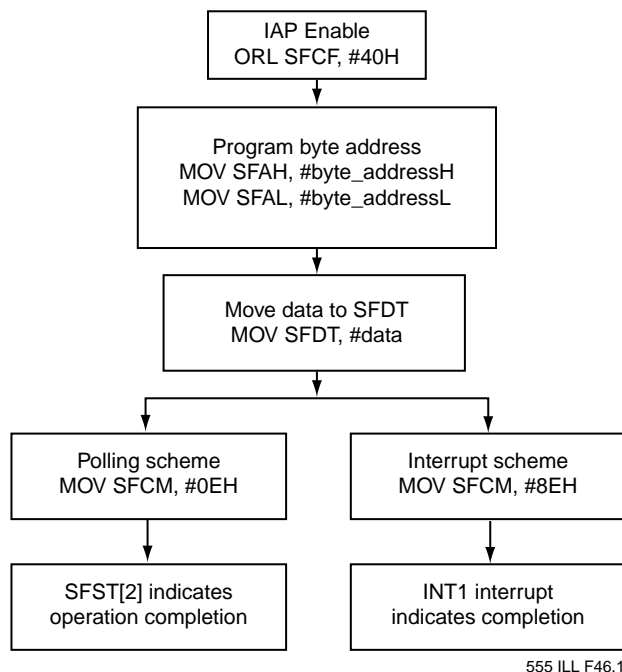 IAP Enable
ORL SFCF, #40H
Program byte address
MOV SFAH, #byte_addressH
MOV SFAL, #byte_addressL
Move data to SFDT
MOV SFDT, #data
Polling scheme
MOV SFCM, #0EH
Interrupt scheme
MOV SFCM, #8EH
SFST[2] indicates
operation completion
INT1 interrupt
indicates completion
555 ILL F46.1